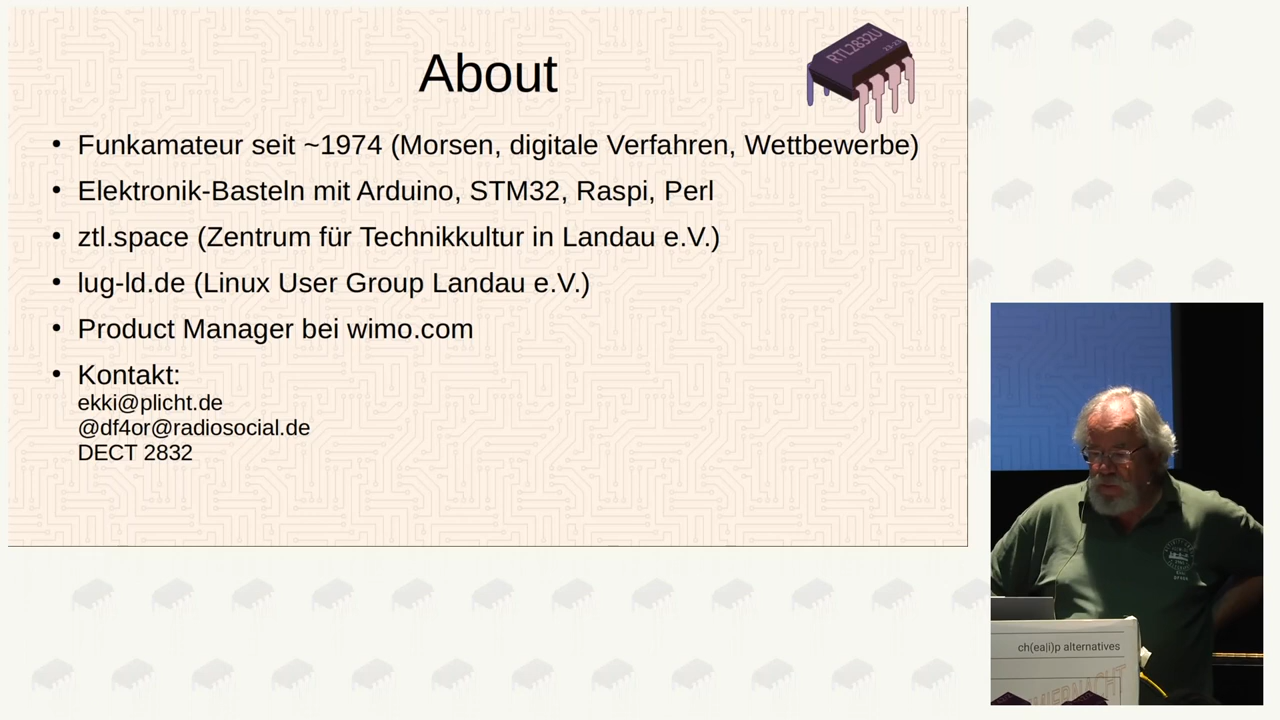 About
RTL2832U
23-23
• Funkamateur seit ~1974 (Morsen, digitale Verfahren, Wettbewerbe)
• Elektronik-Basteln mit Arduino, STM32, Raspi, Perl
• ztl.space (Zentrum für Technikkultur in Landau e.V.)
• lug-ld.de (Linux User Group Landau e.V.)
• Product Manager bei wimo.com
• Kontakt:
ekki@plicht.de
@df4or@radiosocial.de
DECT 2832
ch(ea|i)p alternatives